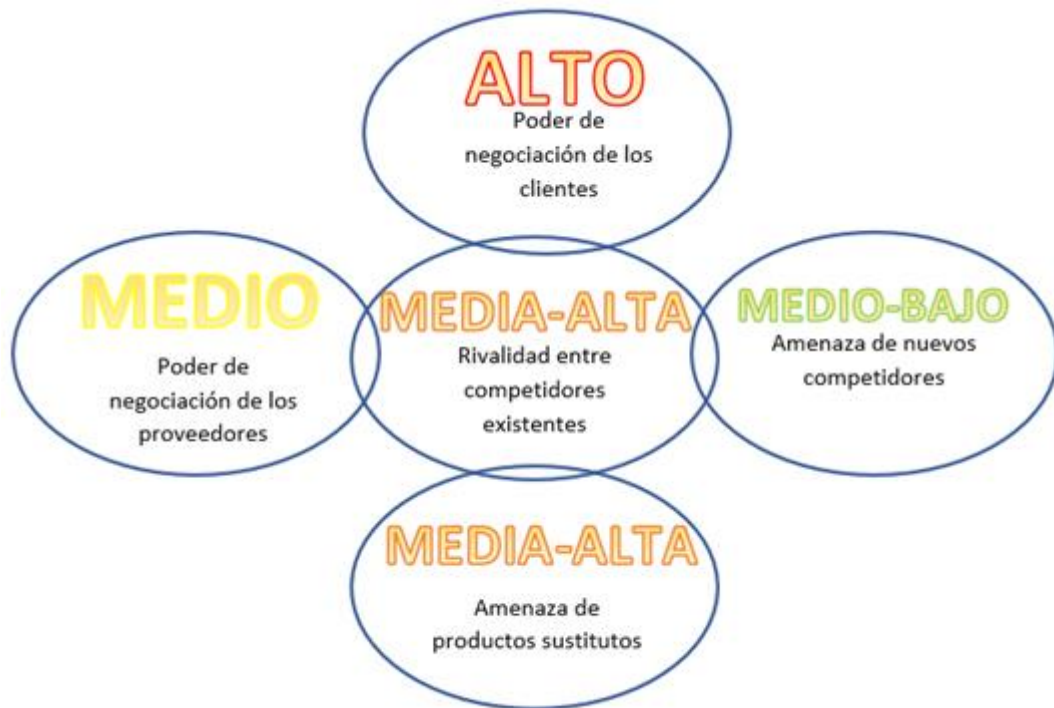 ALTO
Poder de
negociación de los
clientes
MEDIO
Poder de
negociación de los
proveedores
MEDIA-ALTA
Rivalidad entre
competidores
existentes
MEDIO-BAJO
Amenaza de nuevos
competidores
MEDIA-ALTA
Amenaza de
productos sustitutos